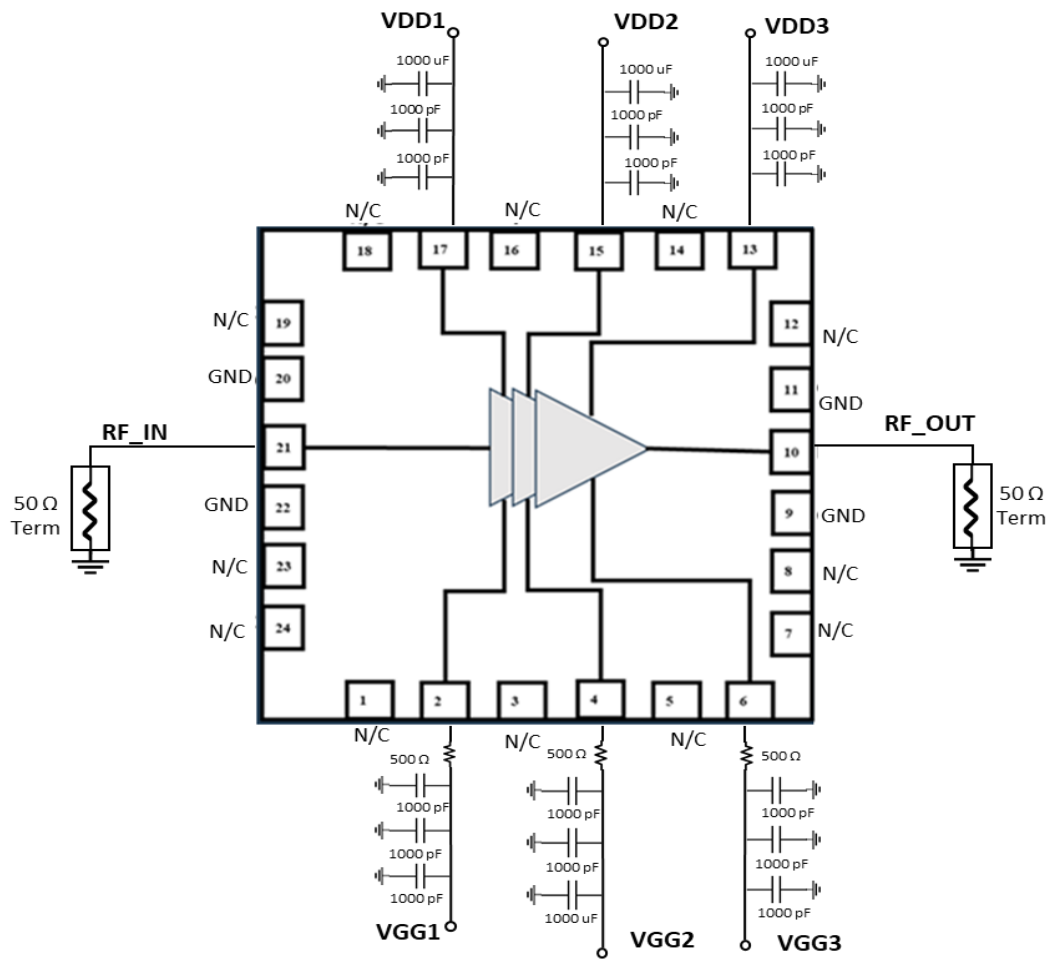 VDD1
VDD2
VDD3
1000 uF
1000 uF
1000 uF
1000 pF
1000 pF
1000 pF
1000 pF
1000 pF
1000 pF
N/C
N/C
N/C
18
17
16
15
14
13
N/C
19
12
N/C
GND
20
11
GND
RF_IN
21
10
RF_OUT
50 Ω
Term
50 Ω
Term
GND
22
9
GND
N/C
23
8
N/C
N/C
24
7
N/C
1
2
3
4
5
6
N/C
N/C
N/C
500 Ω
500 Ω
500 Ω
1000 pF
1000 pF
1000 pF
1000 pF
1000 pF
1000 pF
1000 pF
1000 uF
1000 pF
VGG1
VGG2
VGG3